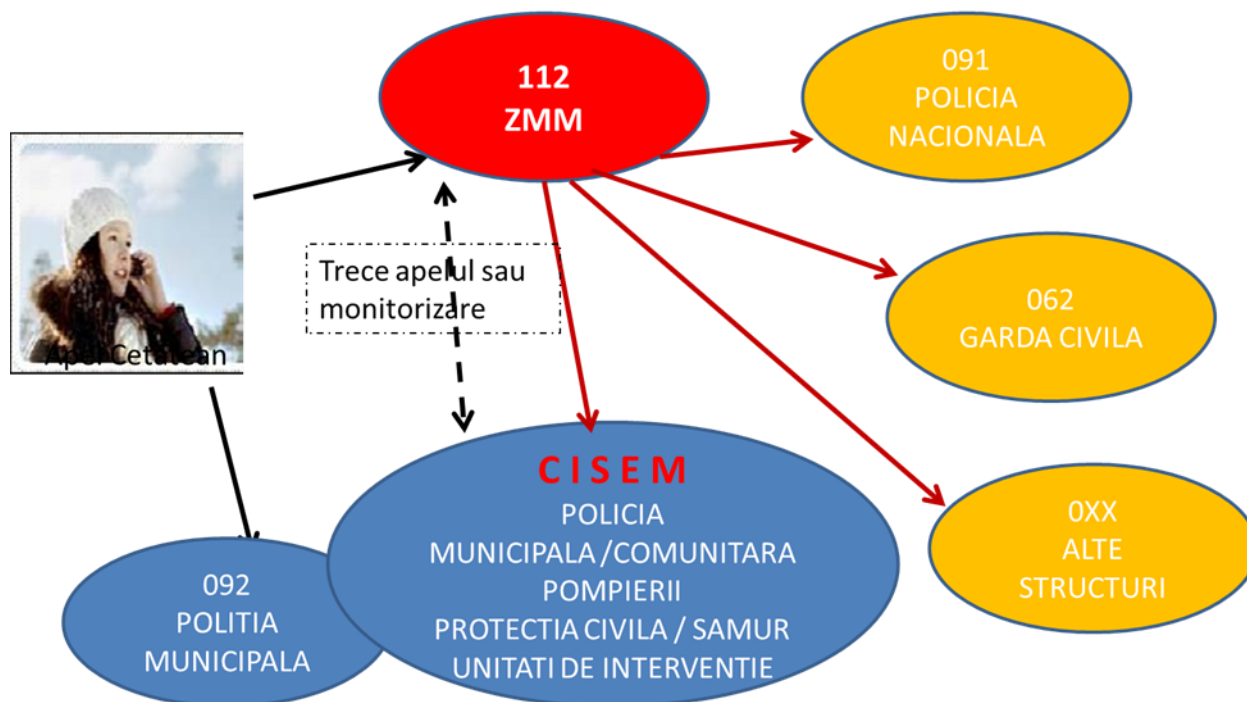 112
ZMM
091
POLICIA
NACIONALA
Trece apelul sau
monitorizare
062
GARDA CIVILA
Apel Cetatean
C I S E M
POLICIA
MUNICIPALA /COMUNITARA
POMPIERII
PROTECTIA CIVILA / SAMUR
UNITATI DE INTERVENTIE
0XX
ALTE
STRUCTURI
092
POLITIA
MUNICIPALA